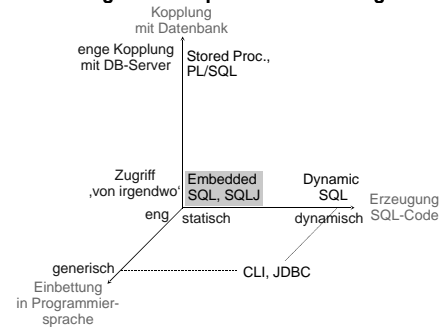 Kopplung
mit Datenbank
enge Kopplung
mit DB-Server
Stored Proc.,
PL/SQL
Zugriff
‚von irgendwo‘
Embedded
SQL, SQLJ
Dynamic
SQL
Erzeugung
SQL-Code
eng
statisch
dynamisch
generisch
CLI, JDBC
Einbettung
in Programmier-
sprache